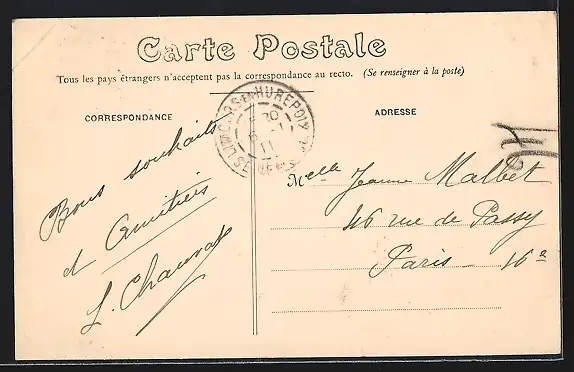 Carte Postale
Tous les pays étrangers n'acceptent pas la correspondance au recto. (Se renseigner à la poste)
CORRESPONDANCE
ADRESSE
HUREPOIX
Bons souhaits
et Amitiés
Melle Jeanne Malbet
46 rue de Passy
Paris 16e